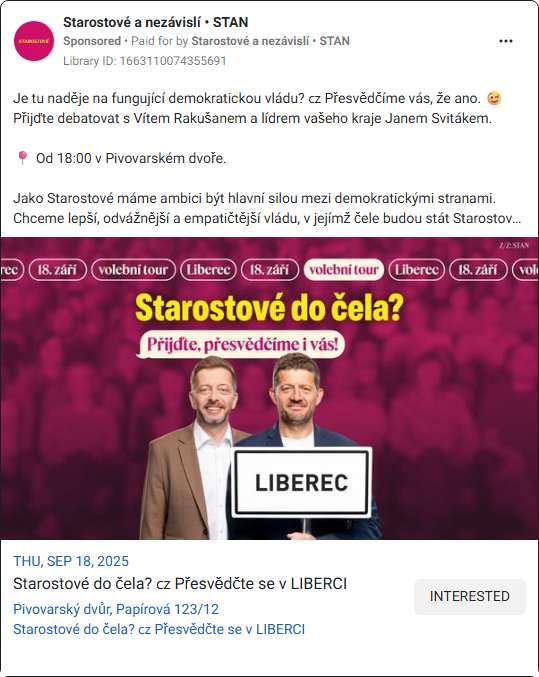 Starostové a nezávislí • STAN
Sponsored • Paid for by Starostové a nezávislí • STAN
Library ID: 1663110074355691
STAROSTOVÉ
Je tu naděje na fungující demokratickou vládu? cz Přesvědčíme vás, že ano. 😉
Přijďte debatovat s Vítem Rakušanem a lídrem vašeho kraje Janem Svitákem.
📍 Od 18:00 v Pivovarském dvoře.
Jako Starostové máme ambici být hlavní silou mezi demokratickými stranami.
Chceme lepší, odvážnější a empatičtější vládu, v jejímž čele budou stát Starostov...
Z/Z: STAN
rec 18. září volební tour Liberec 18. září volební tour Liberec 18. září vol
Starostové do čela?
Přijďte, přesvědčíme i vás!
LIBEREC
THU, SEP 18, 2025
Starostové do čela? cz Přesvědčte se v LIBERCI
Pivovarský dvůr, Papírová 123/12
Starostové do čela? cz Přesvědčte se v LIBERCI
INTERESTED